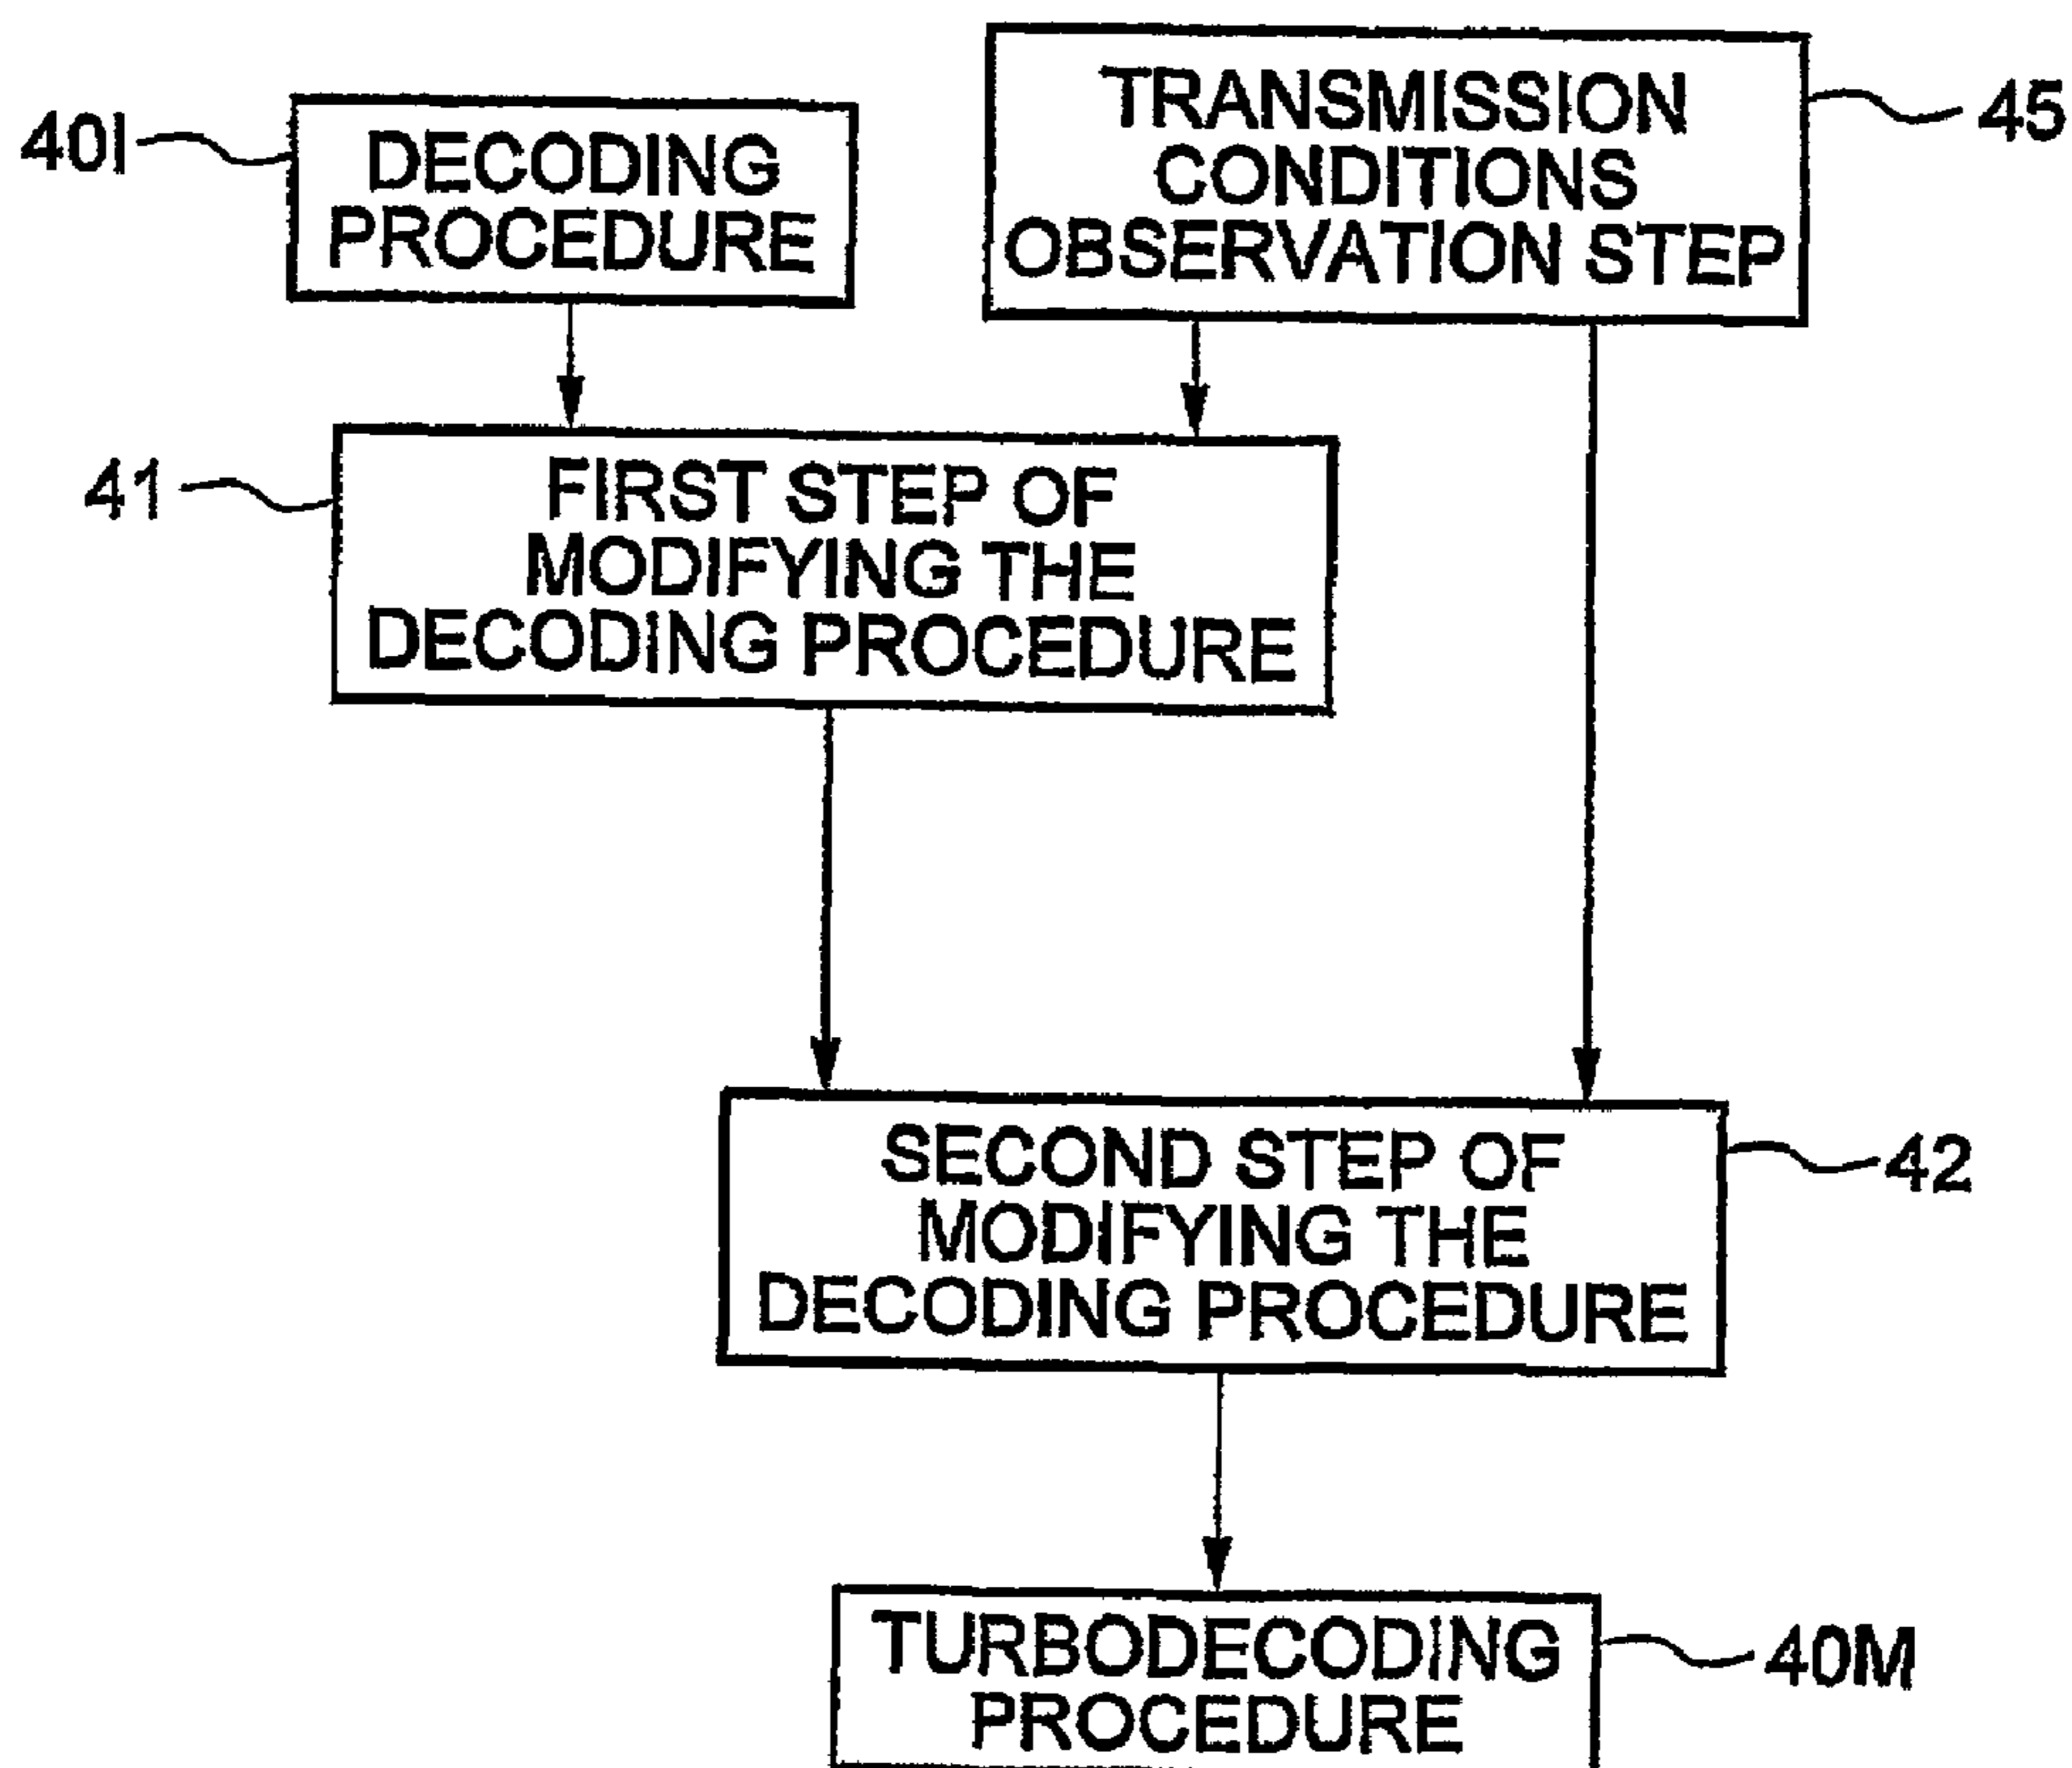 40I
DECODING
PROCEDURE
TRANSMISSION
CONDITIONS
OBSERVATION STEP
45
41
FIRST STEP OF
MODIFYING THE
DECODING PROCEDURE
SECOND STEP OF
MODIFYING THE
DECODING PROCEDURE
42
TURBODECODING
PROCEDURE
40M